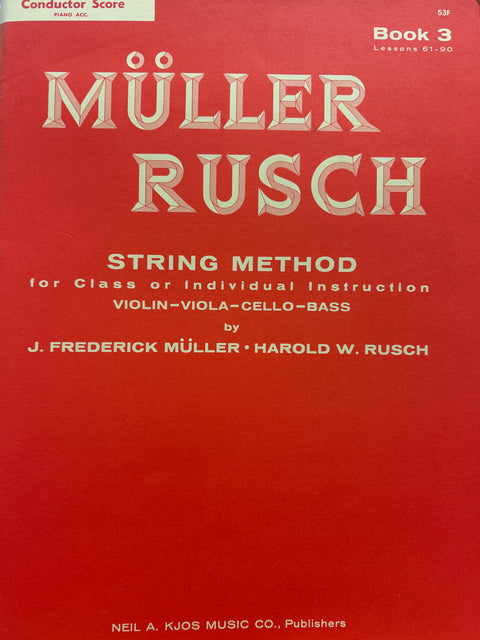 Conductor Score
PIANO ACC.
53F
Book 3
Lessons 61-90
MÜLLER
RUSCH
STRING METHOD
for Class or Individual Instruction
VIOLIN-VIOLA-CELLO-BASS
by
J. FREDERICK MÜLLER • HAROLD W. RUSCH
NEIL A. KJOS MUSIC CO., Publishers